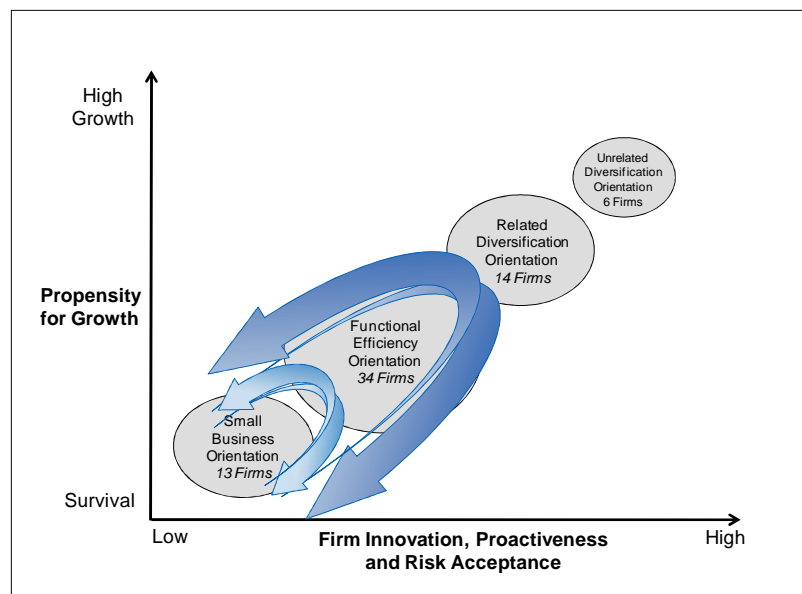 High
Growth
Unrelated
Diversification
Orientation
6 Firms
Related
Diversification
Orientation
14 Firms
Propensity
for Growth
Functional
Efficiency
Orientation
34 Firms
Small
Business
Orientation
13 Firms
Survival
Low
Firm Innovation, Proactiveness
and Risk Acceptance
High